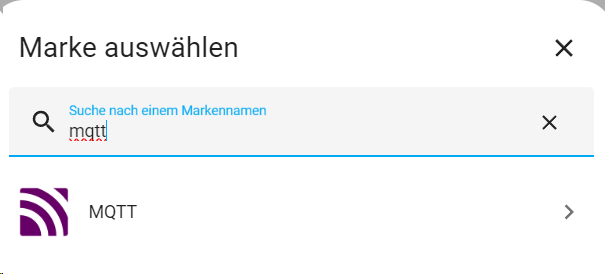 Marke auswählen
Suche nach einem Markennamen
mqtt
MQTT